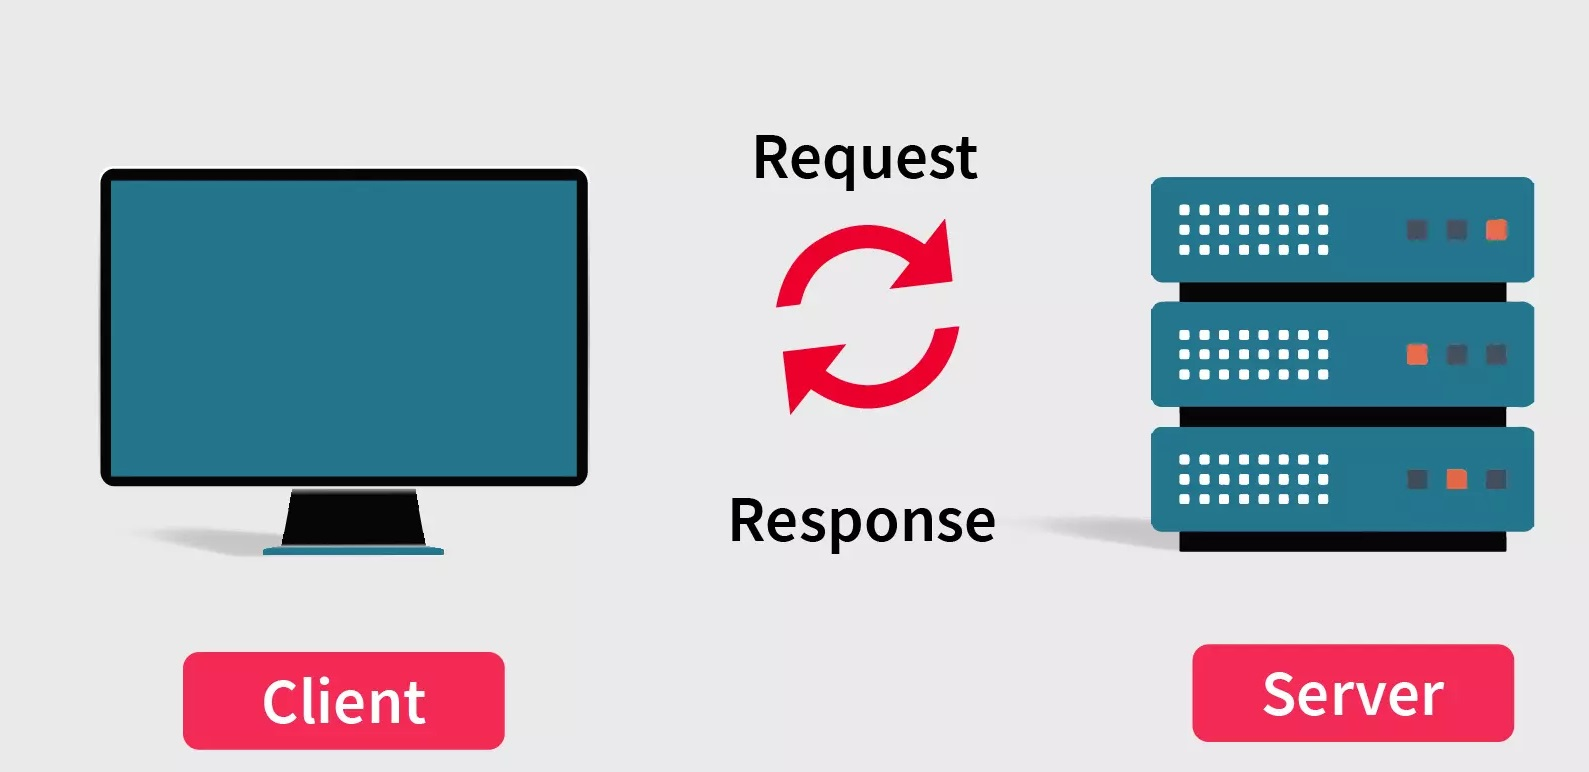 Request
Response
Client
Server